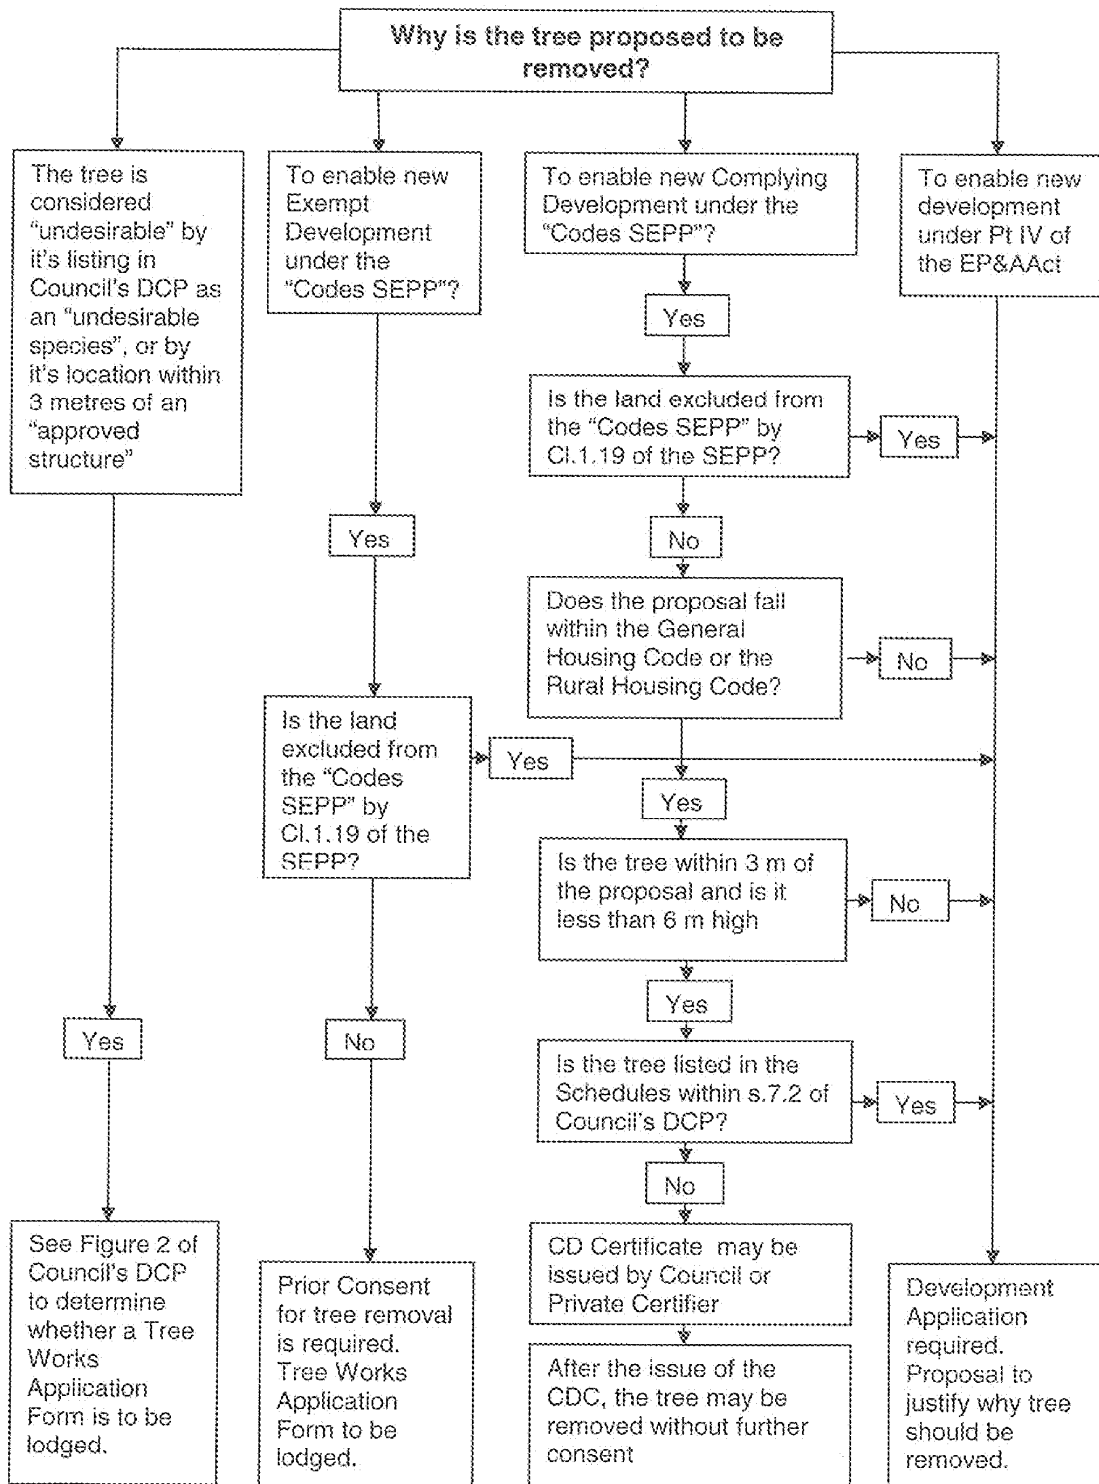 Why is the tree proposed to be
removed?
The tree is
considered
“undesirable” by
it’s listing in
Council’s DCP as
an “undesirable
species”, or by
it’s location within
3 metres of an
“approved
structure”
Yes
See Figure 2 of
Council’s DCP
to determine
whether a Tree
Works
Application
Form is to be
lodged.
To enable new
Exempt
Development
under the
“Codes SEPP”?
Yes
Is the land
excluded from
the “Codes
SEPP” by
Cl.1.19 of the
SEPP?
Yes
No
Prior Consent
for tree removal
is required.
Tree Works
Application
Form to be
lodged.
To enable new Complying
Development under the
“Codes SEPP”?
Yes
Is the land excluded from
the “Codes SEPP” by
Cl.1.19 of the SEPP?
Yes
No
Does the proposal fall
within the General
Housing Code or the
Rural Housing Code?
No
Yes
Is the tree within 3 m of
the proposal and is it
less than 6 m high
No
Yes
Is the tree listed in the
Schedules within s.7.2 of
Council’s DCP?
Yes
No
CD Certificate may be
issued by Council or
Private Certifier
After the issue of the
CDC, the tree may be
removed without further
consent
To enable new
development
under Pt IV of
the EP&AAct
Development
Application
required.
Proposal to
justify why tree
should be
removed.